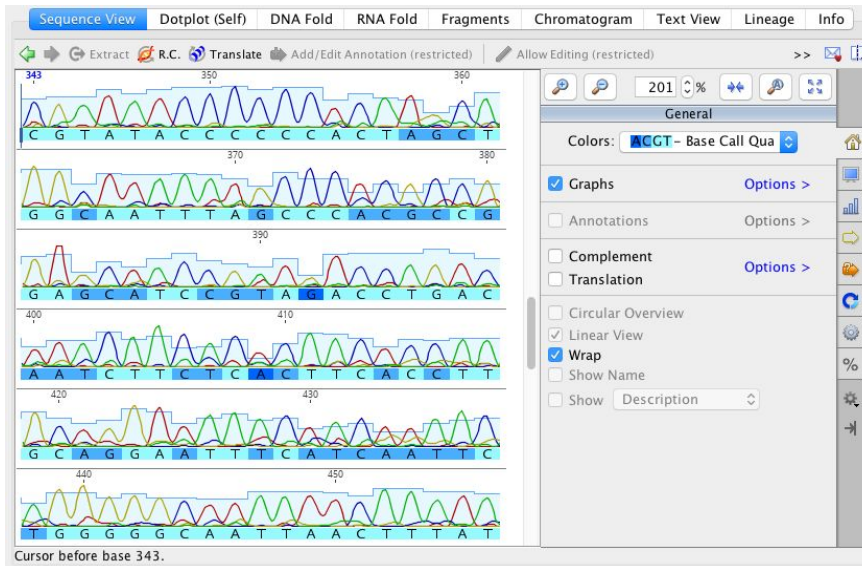 Sequence View Dotplot (Self) DNA Fold RNA Fold Fragments Chromatogram Text View Lineage Info
Extract R.C. Translate Add/Edit Annotation (restricted) Allow Editing (restricted) >>
343 350 360
C G T A T A C C C C C C A C T A G C T
370 380
G G C A A T T T A G C C C A C G C C G
390
G A G C A T C C G T A G A C C T G A C
400 410
A A T C T T C T C A C T T C A C C T T
420 430
G C A G G A A T T T C A T C A A T T C
440 450
T G G G G G C A A T T A A C T T T A T
201 %
General
Colors: ACGT - Base Call Qua
Graphs Options >
Annotations Options >
Complement
Translation Options >
Circular Overview
Linear View
Wrap
Show Name
Show Description
%
Cursor before base 343.